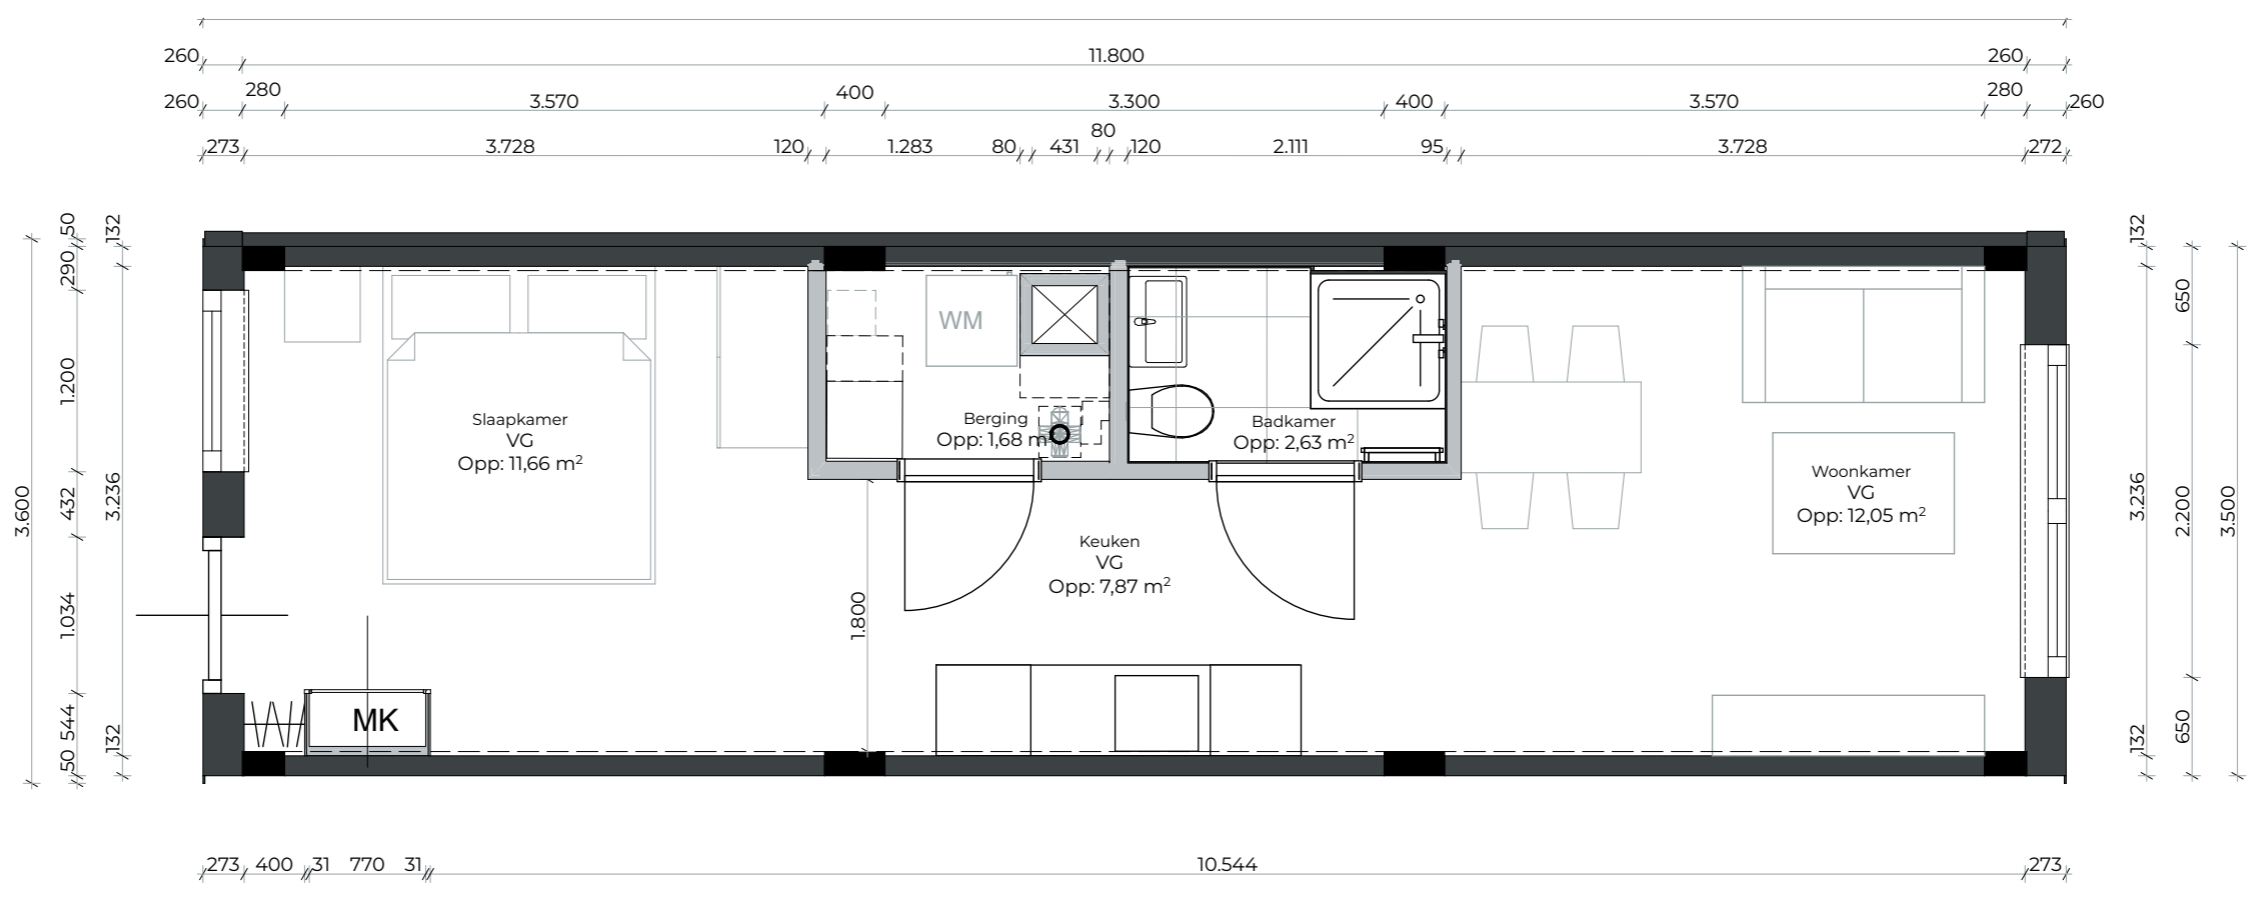 260 11.800 260
260 280 3.570 400 3.300 400 3.570 280 260
273 3.728 120 1.283 80 431 80 120 2.111 95 3.728 272
3.600
50 290 1.200 432 1.034 544 50
132 3.236 132
Slaapkamer
VG
Opp: 11,66 m²
MK
WM
Berging
Opp: 1,68 m²
Badkamer
Opp: 2,63 m²
Keuken
VG
Opp: 7,87 m²
1.800
Woonkamer
VG
Opp: 12,05 m²
132 3.236 132
650 2.200 650
3.500
273 400 31 770 31 10.544 273